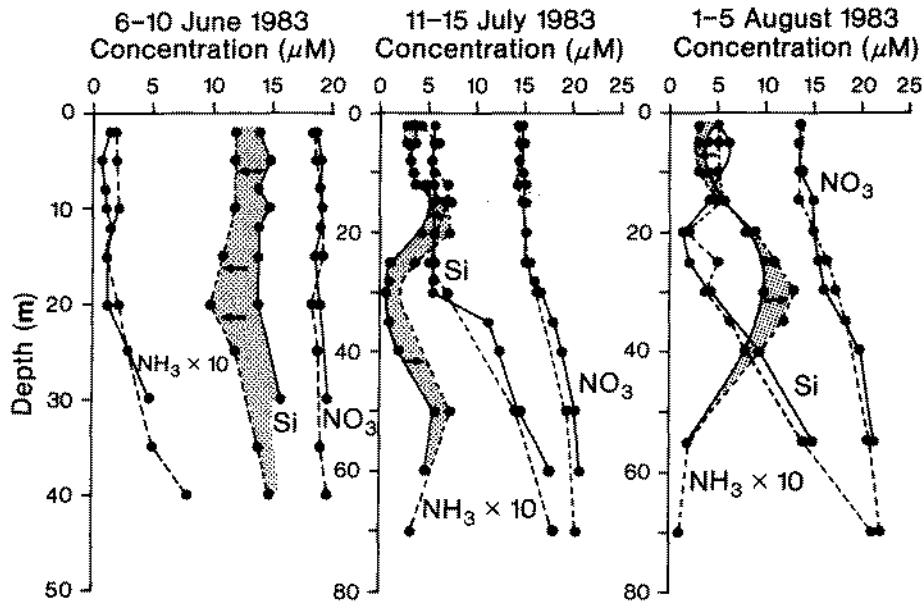 6–10 June 1983
Concentration (μM)
0 5 10 15 20
0
10
20
30
40
50
Depth (m)
NH₃ × 10
Si
NO₃
11–15 July 1983
Concentration (μM)
0 5 10 15 20 25
0
20
40
60
80
Si
NO₃
NH₃ × 10
1–5 August 1983
Concentration (μM)
0 5 10 15 20 25
0
20
40
60
80
NO₃
Si
NH₃ × 10